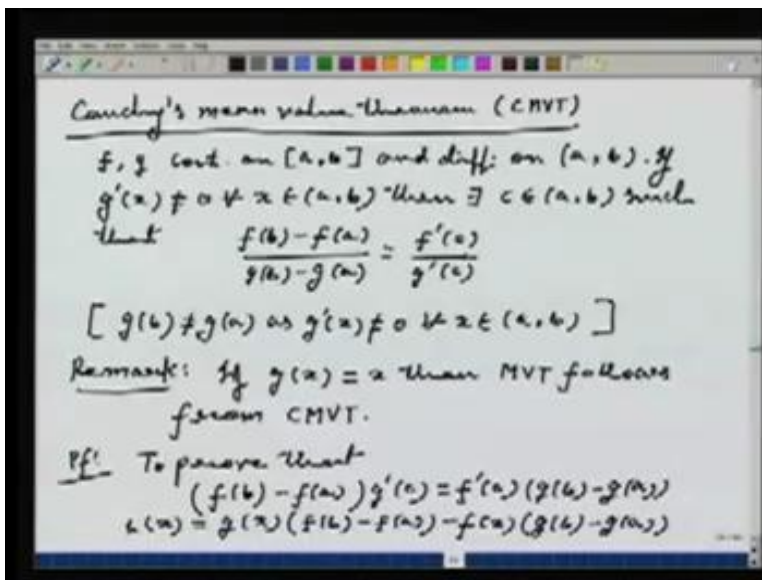 Cauchy's mean value theorem (CMVT)
f, g cont. on [a,b] and diff. on (a,b). If
g'(x) ≠ 0 ∀ x ∈ (a,b) then ∃ c ∈ (a,b) such
that f(b)-f(a) / g(b)-g(a) = f'(c) / g'(c)
[ g(b) ≠ g(a) as g'(x) ≠ 0 ∀ x ∈ (a,b) ]
Remark: If g(x) = x then MVT follows
from CMVT.
Pf: To prove that
(f(b)-f(a)) g'(c) = f'(c) (g(b)-g(a))
h(x) = g(x) (f(b)-f(a)) - f(x) (g(b)-g(a))